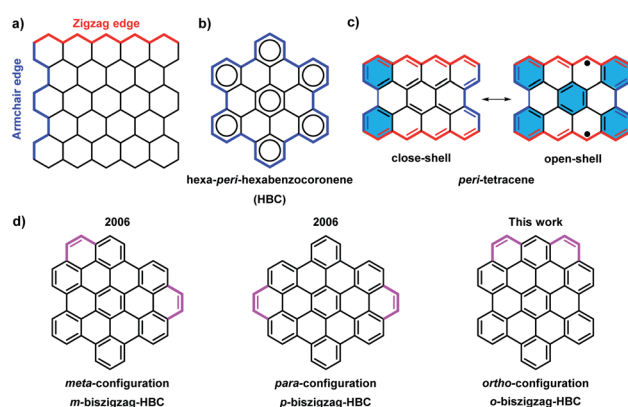 a)
Zigzag edge
Armchair edge
b)
hexa-peri-hexabenzocoronene
(HBC)
c)
close-shell
open-shell
peri-tetracene
d)
2006
meta-configuration
m-biszigzag-HBC
2006
para-configuration
p-biszigzag-HBC
This work
ortho-configuration
o-biszigzag-HBC